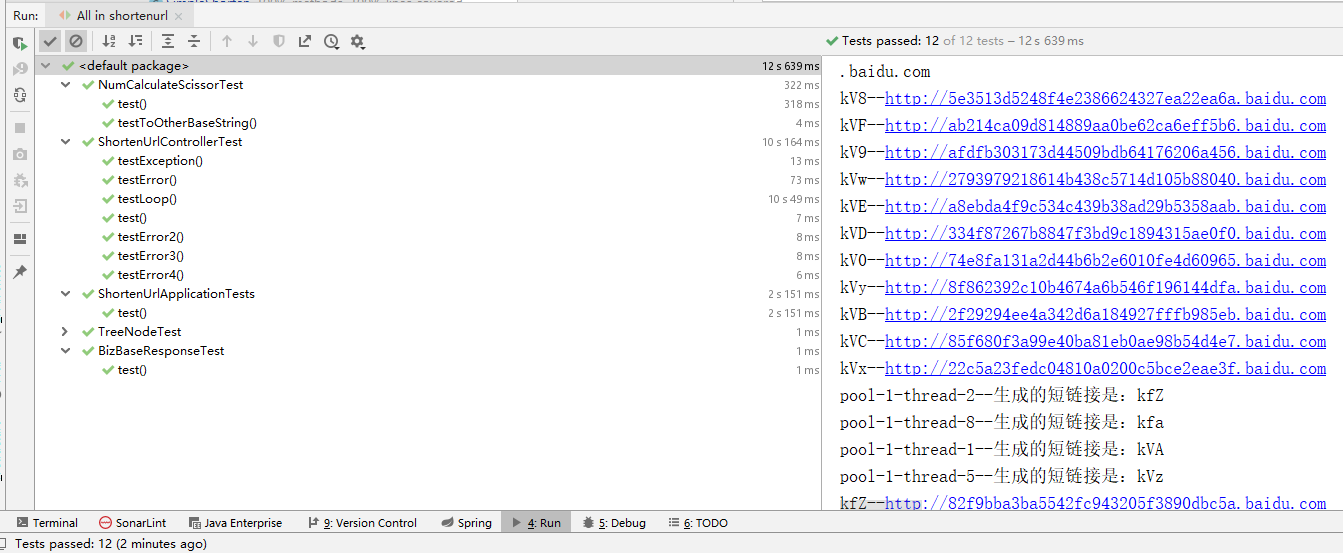 Run: All in shortenurl
Tests passed: 12 of 12 tests – 12 s 639 ms
<default package> 12 s 639 ms
NumCalculateScissorTest 322 ms
test() 318 ms
testToOtherBaseString() 4 ms
ShortenUrlControllerTest 10 s 164 ms
testException() 13 ms
testError() 73 ms
testLoop() 10 s 49 ms
test() 7 ms
testError2() 8 ms
testError3() 8 ms
testError4() 6 ms
ShortenUrlApplicationTests 2 s 151 ms
test() 2 s 151 ms
TreeNodeTest 1 ms
BizBaseResponseTest 1 ms
test() 1 ms
.baidu.com
kV8--http://5e3513d5248f4e2386624327ea22ea6a.baidu.com
kVF--http://ab214ca09d814889aa0be62ca6eff5b6.baidu.com
kV9--http://afdfb303173d44509bdb64176206a456.baidu.com
kVw--http://2793979218614b438c5714d105b88040.baidu.com
kVE--http://a8ebda4f9c534c439b38ad29b5358aab.baidu.com
kVD--http://334f87267b8847f3bd9c1894315ae0f0.baidu.com
kV0--http://74e8fa131a2d44b6b2e6010fe4d60965.baidu.com
kVy--http://8f862392c10b4674a6b546f196144dfa.baidu.com
kVB--http://2f29294ee4a342d6a184927fffb985eb.baidu.com
kVC--http://85f680f3a99e40ba81eb0ae98b54d4e7.baidu.com
kVx--http://22c5a23fedc04810a0200c5bce2eae3f.baidu.com
pool-1-thread-2--生成的短链接是：kfZ
pool-1-thread-8--生成的短链接是：kfa
pool-1-thread-1--生成的短链接是：kVA
pool-1-thread-5--生成的短链接是：kVz
kfZ--http://82f9bba3ba5542fc943205f3890dbc5a.baidu.com
Terminal SonarLint Java Enterprise 9: Version Control Spring 4: Run 5: Debug 6: TODO
Tests passed: 12 (2 minutes ago)